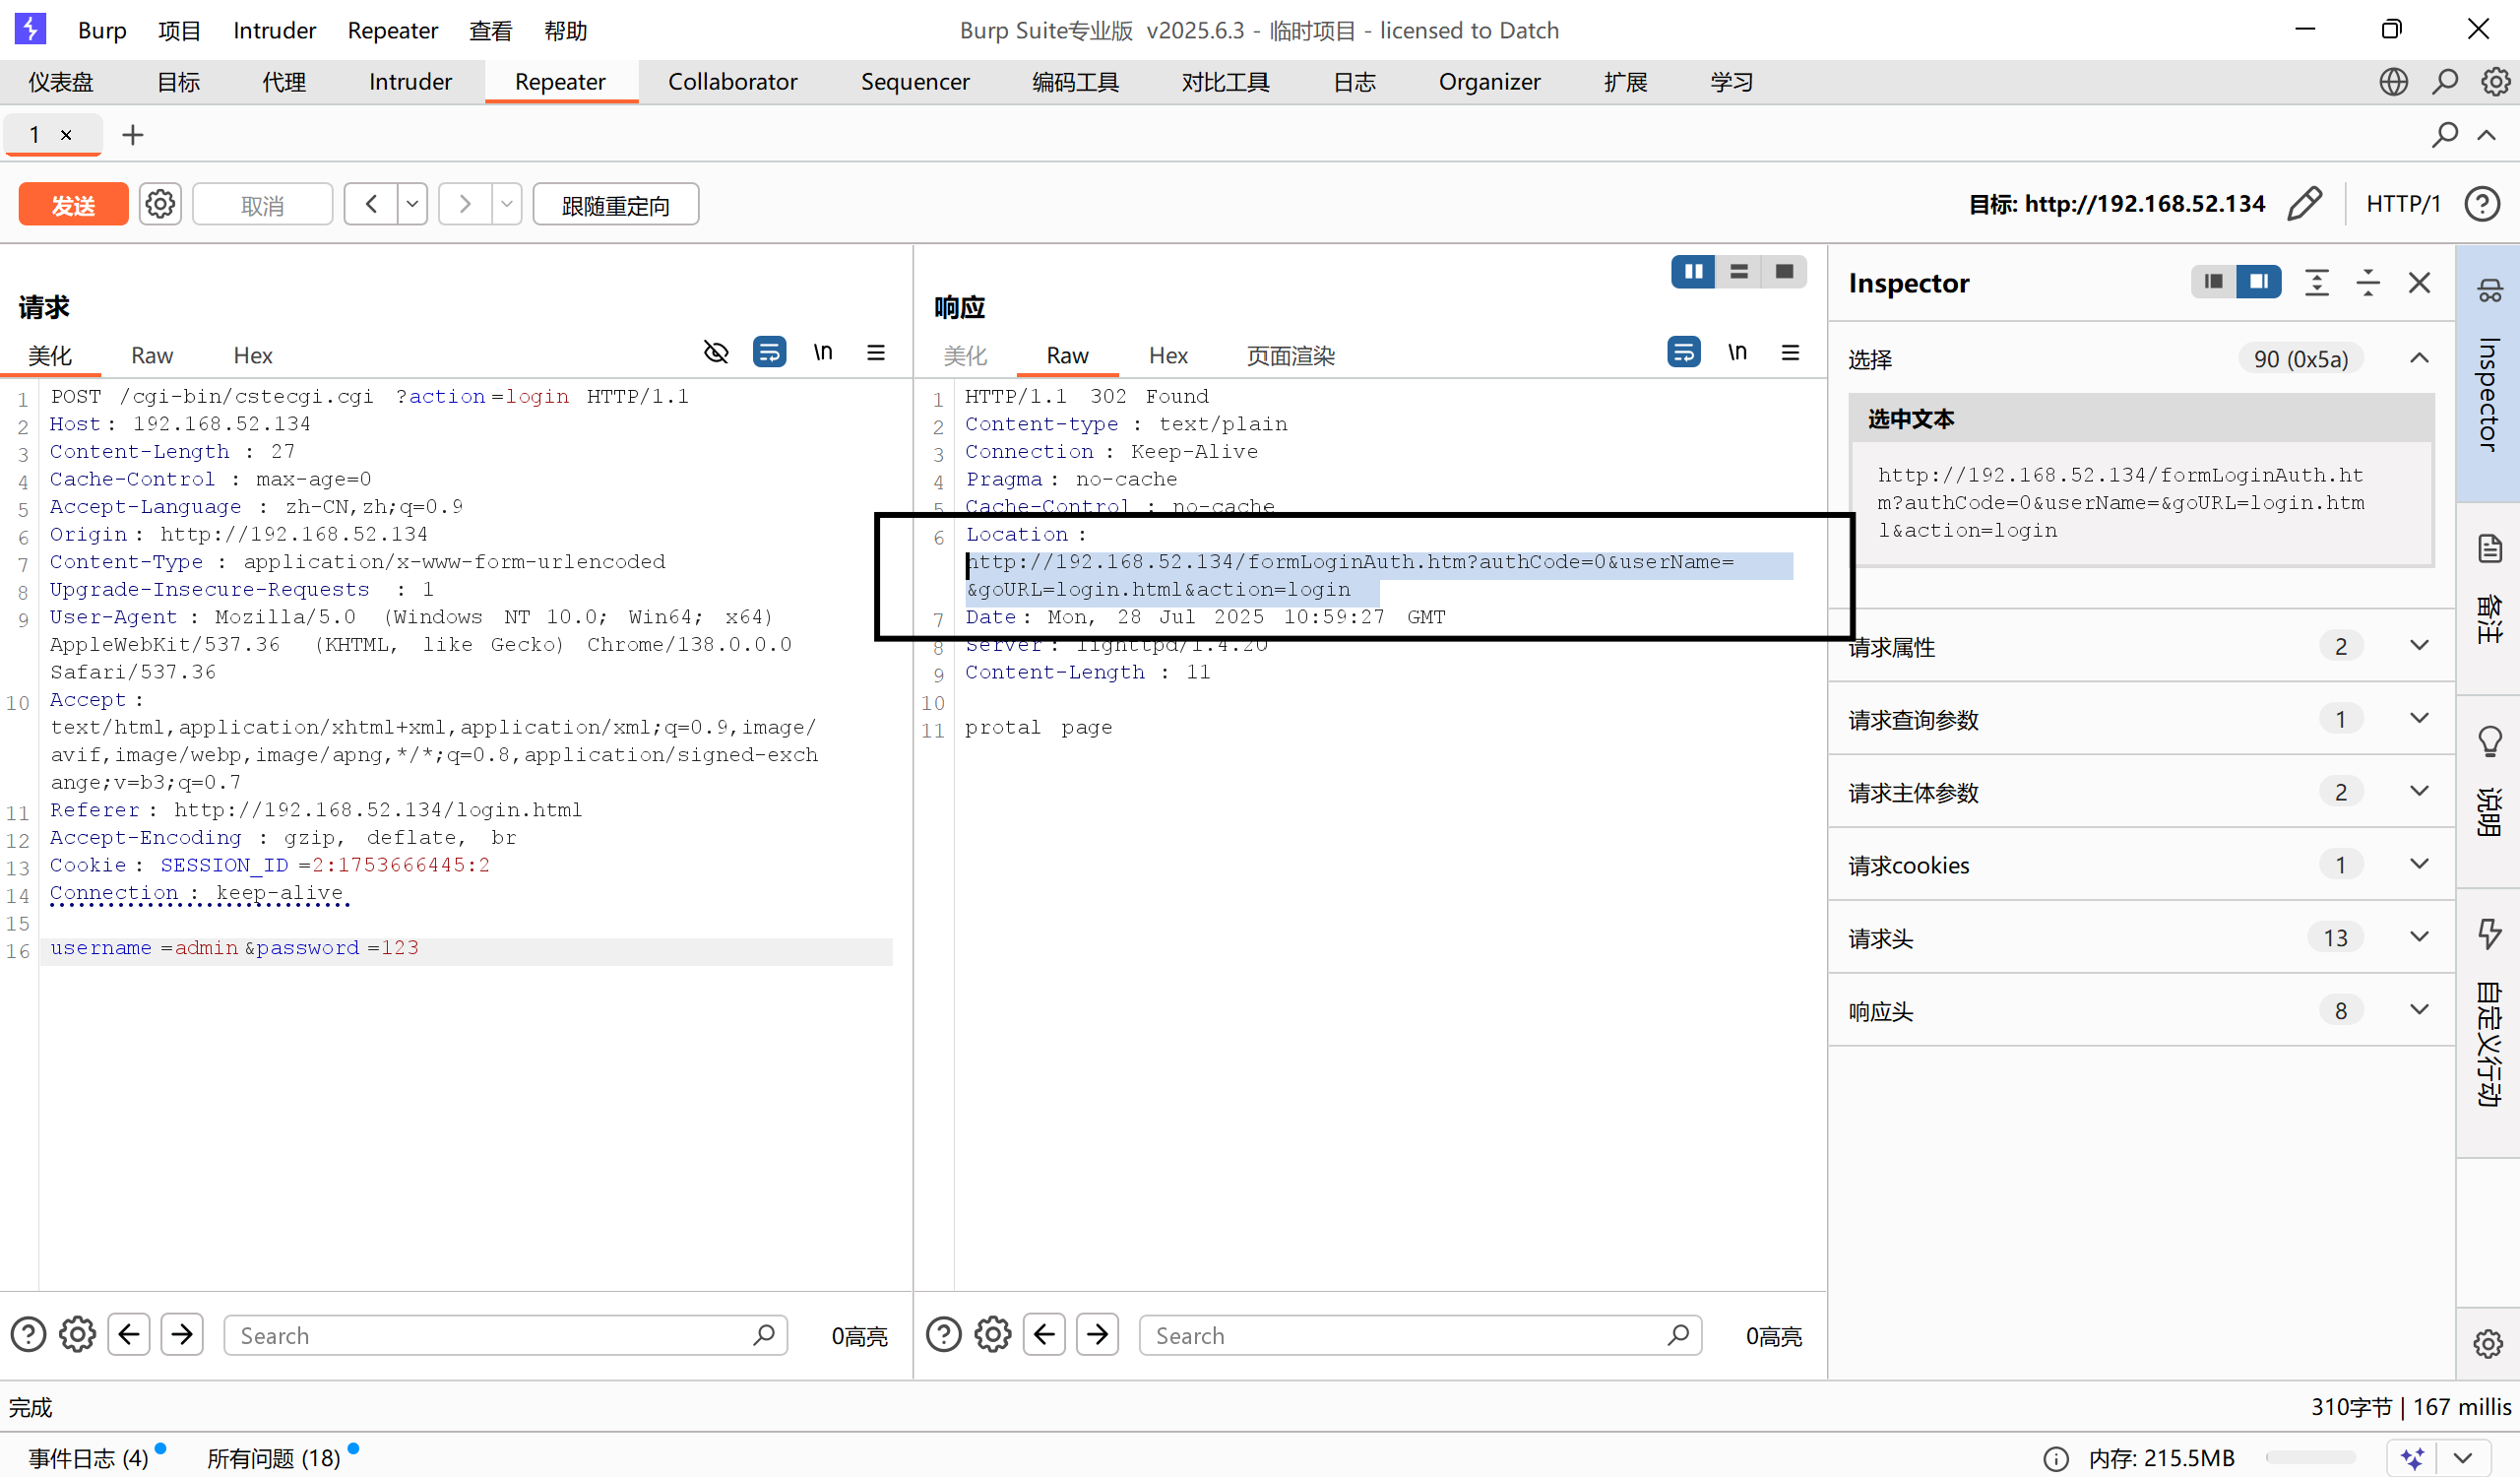 Burp 项目 Intruder Repeater 查看 帮助 Burp Suite专业版 v2025.6.3 - 临时项目 - licensed to Datch
仪表盘 目标 代理 Intruder Repeater Collaborator Sequencer 编码工具 对比工具 日志 Organizer 扩展 学习
1 ×
发送 取消 跟随重定向 目标: http://192.168.52.134 HTTP/1
请求
美化 Raw Hex \n
1 POST /cgi-bin/cstecgi.cgi ?action=login HTTP/1.1
2 Host: 192.168.52.134
3 Content-Length : 27
4 Cache-Control : max-age=0
5 Accept-Language : zh-CN,zh;q=0.9
6 Origin: http://192.168.52.134
7 Content-Type : application/x-www-form-urlencoded
8 Upgrade-Insecure-Requests : 1
9 User-Agent : Mozilla/5.0 (Windows NT 10.0; Win64; x64)
AppleWebKit/537.36 (KHTML, like Gecko) Chrome/138.0.0.0
Safari/537.36
10 Accept :
text/html,application/xhtml+xml,application/xml;q=0.9,image/
avif,image/webp,image/apng,*/*;q=0.8,application/signed-exch
ange;v=b3;q=0.7
11 Referer : http://192.168.52.134/login.html
12 Accept-Encoding : gzip, deflate, br
13 Cookie : SESSION_ID =2:1753666445:2
14 Connection : keep-alive
15
16 username =admin &password =123
Search 0高亮
响应
美化 Raw Hex 页面渲染 \n
1 HTTP/1.1 302 Found
2 Content-type : text/plain
3 Connection : Keep-Alive
4 Pragma : no-cache
5 Cache-Control : no-cache
6 Location :
http://192.168.52.134/formLoginAuth.htm?authCode=0&userName=
&goURL=login.html&action=login
7 Date : Mon, 28 Jul 2025 10:59:27 GMT
8 Server : lighttpd/1.4.20
9 Content-Length : 11
10
11 protal page
Search 0高亮
Inspector
选择 90 (0x5a)
选中文本
http://192.168.52.134/formLoginAuth.ht
m?authCode=0&userName=&goURL=login.htm
l&action=login
请求属性 2
请求查询参数 1
请求主体参数 2
请求cookies 1
请求头 13
响应头 8
Inspector
备注
说明
自定义行动
完成 310字节 | 167 millis
事件日志 (4) 所有问题 (18) 内存: 215.5MB